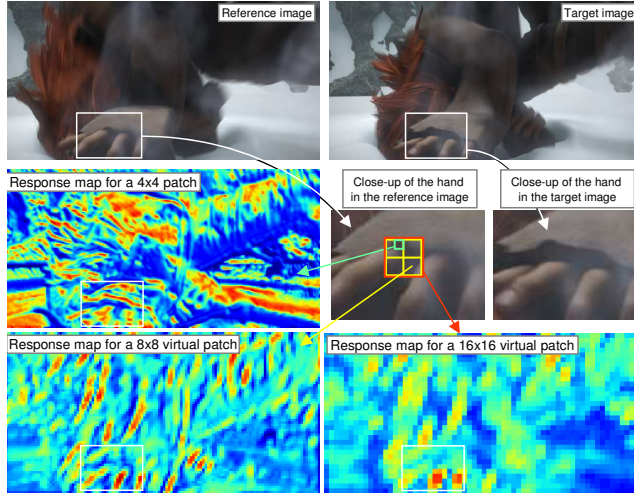 Reference image
Target image
Response map for a 4x4 patch
Close-up of the hand
in the reference image
Close-up of the hand
in the target image
Response map for a 8x8 virtual patch
Response map for a 16x16 virtual patch